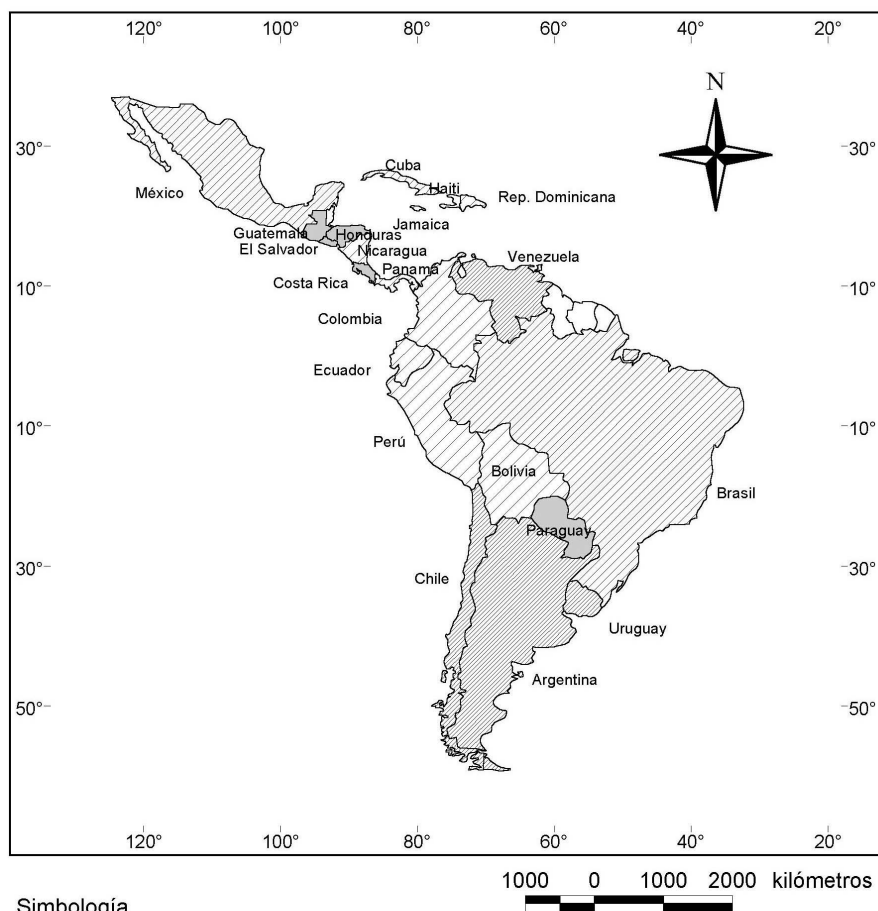 120° 100° 80° 60° 40° 20°
N
30° 30°
Cuba
México
Haiti
Rep. Dominicana
Jamaica
Guatemala
Honduras
El Salvador
Nicaragua
Venezuela
Panamá
Costa Rica
10° 10°
Colombia
Ecuador
10° 10°
Perú
Bolivia
Brasil
Paraguay
30° 30°
Chile
Uruguay
Argentina
50° 50°
120° 100° 80° 60° 40° 20°
1000 0 1000 2000 kilómetros
Simbología